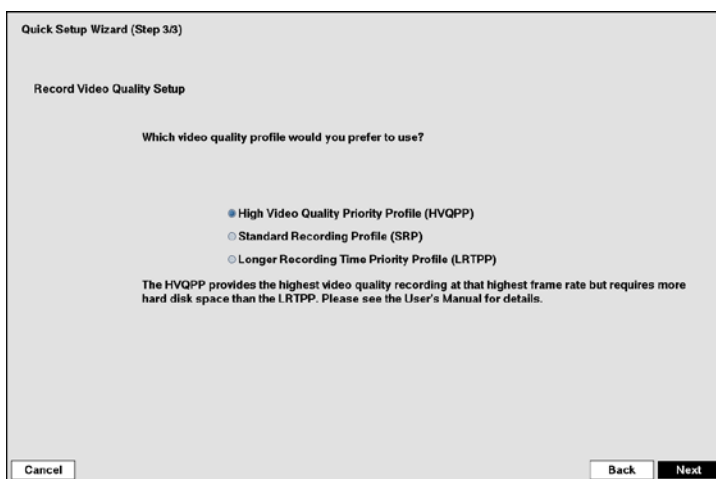 Quick Setup Wizard (Step 3/3)
Record Video Quality Setup
Which video quality profile would you prefer to use?
High Video Quality Priority Profile (HVQPP)
Standard Recording Profile (SRP)
Longer Recording Time Priority Profile (LRTPP)
The HVQPP provides the highest video quality recording at that highest frame rate but requires more
hard disk space than the LRTPP. Please see the User's Manual for details.
Cancel
Back
Next